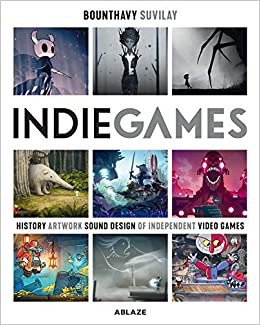 BOUNTHAVY SUVILAY
INDIEGAMES
HISTORY ARTWORK SOUND DESIGN OF INDEPENDENT VIDEO GAMES
ABLAZE